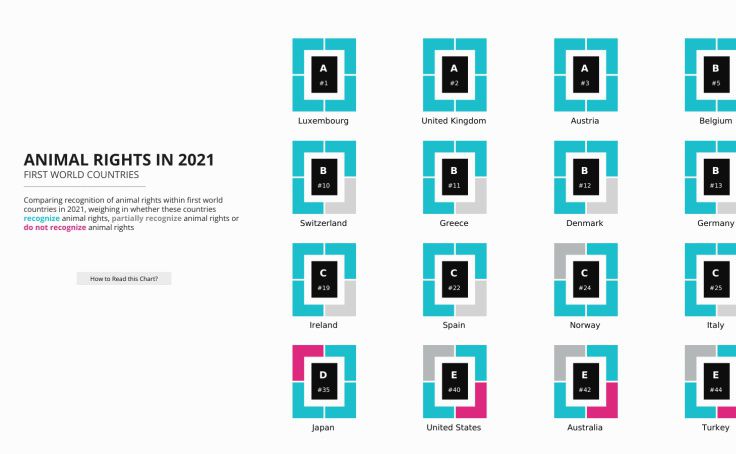 ANIMAL RIGHTS IN 2021
FIRST WORLD COUNTRIES
Comparing recognition of animal rights within first world
countries in 2021, weighing in whether these countries
recognize animal rights, partially recognize animal rights or
do not recognize animal rights
How to Read this Chart?
A
#1
Luxembourg
A
#2
United Kingdom
A
#3
Austria
B
#5
Belgium
B
#10
Switzerland
B
#11
Greece
B
#12
Denmark
B
#13
Germany
C
#19
Ireland
C
#22
Spain
C
#24
Norway
C
#25
Italy
D
#35
Japan
E
#40
United States
E
#42
Australia
E
#44
Turkey